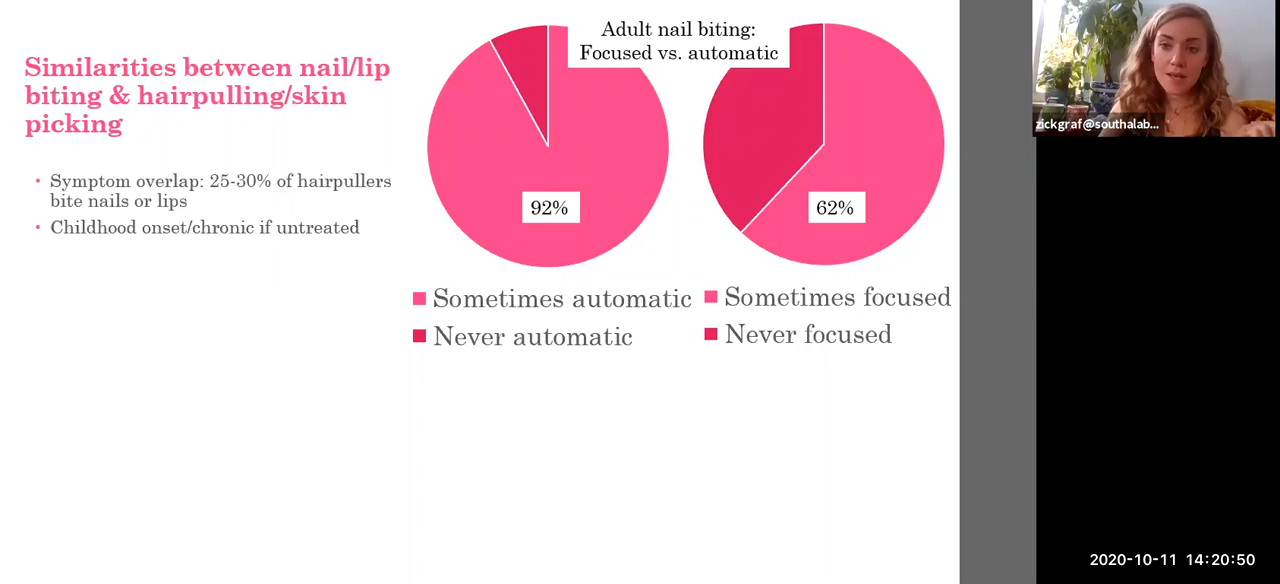 Similarities between nail/lip
biting & hairpulling/skin
picking
• Symptom overlap: 25-30% of hairpullers
bite nails or lips
• Childhood onset/chronic if untreated
Adult nail biting:
Focused vs. automatic
92%
62%
Sometimes automatic
Never automatic
Sometimes focused
Never focused
zickgraf@southalab...
2020-10-11 14:20:50